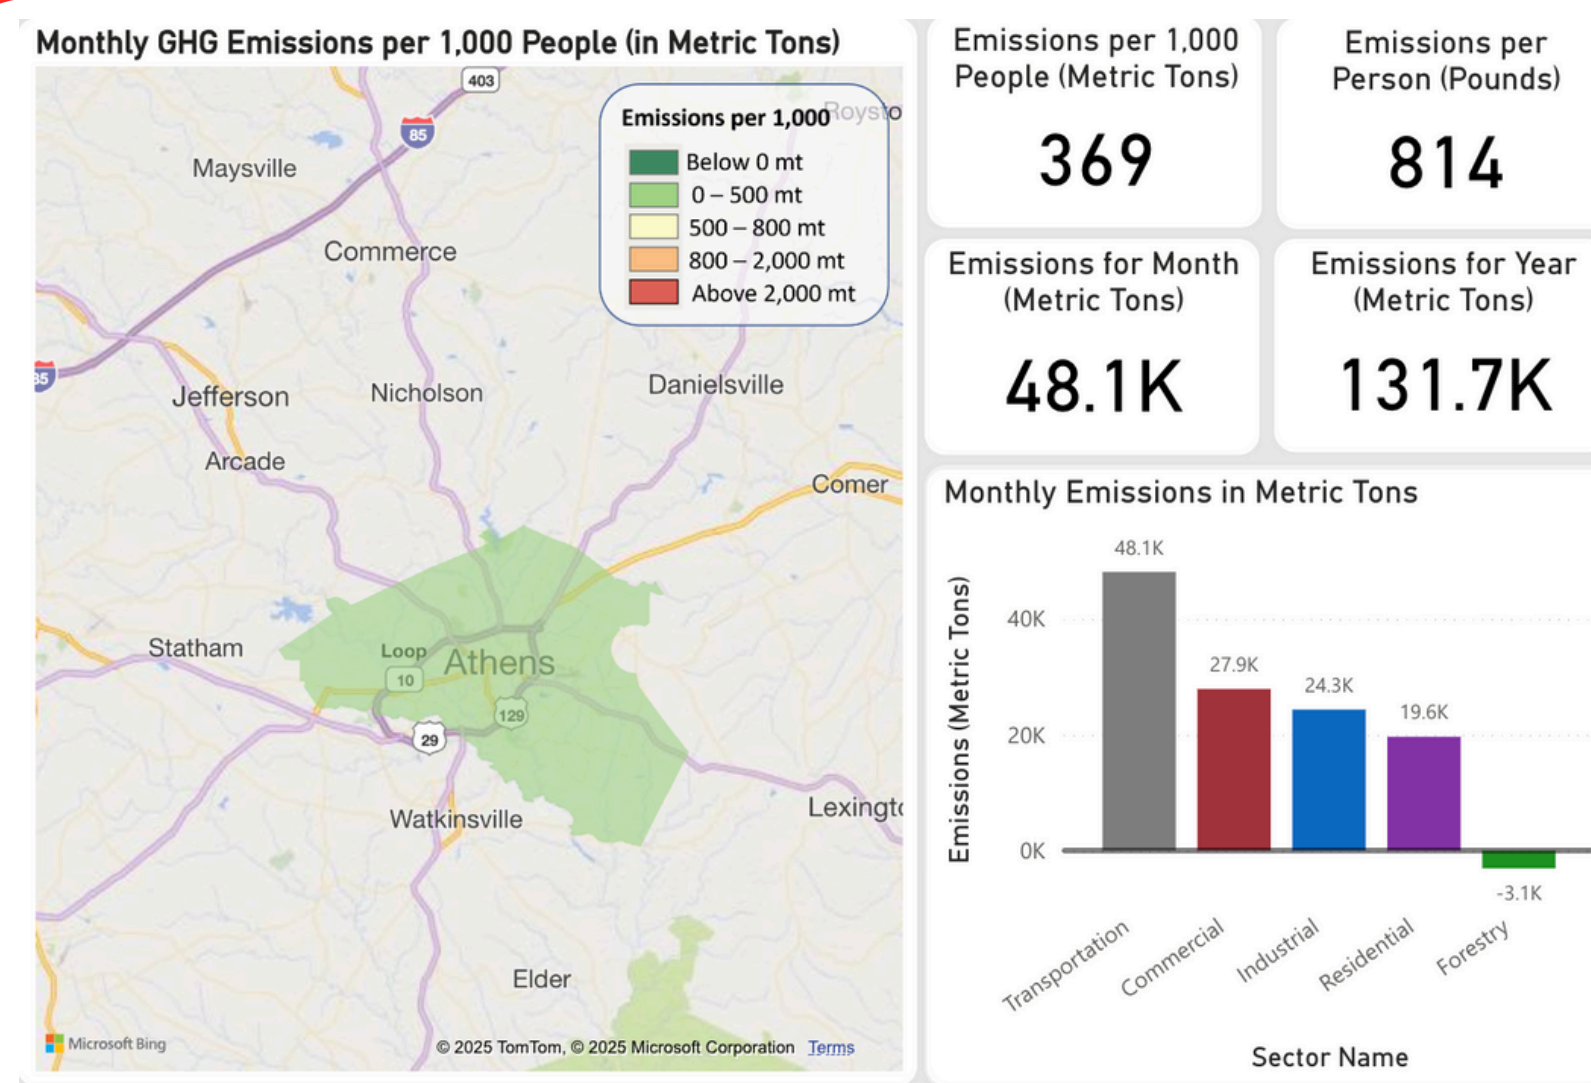 Monthly GHG Emissions per 1,000 People (in Metric Tons)
403
85
Maysville
Commerce
Emissions per 1,000
Below 0 mt
0 – 500 mt
500 – 800 mt
800 – 2,000 mt
Above 2,000 mt
Roysto
85
Jefferson
Nicholson
Danielsville
Arcade
Comer
Statham
Loop
10
Athens
129
29
Watkinsville
Lexingto
Elder
Microsoft Bing
© 2025 TomTom, © 2025 Microsoft Corporation Terms
Emissions per 1,000
People (Metric Tons)
369
Emissions per
Person (Pounds)
814
Emissions for Month
(Metric Tons)
48.1K
Emissions for Year
(Metric Tons)
131.7K
Monthly Emissions in Metric Tons
Emissions (Metric Tons)
40K
20K
0K
48.1K
27.9K
24.3K
19.6K
-3.1K
Transportation
Commercial
Industrial
Residential
Forestry
Sector Name